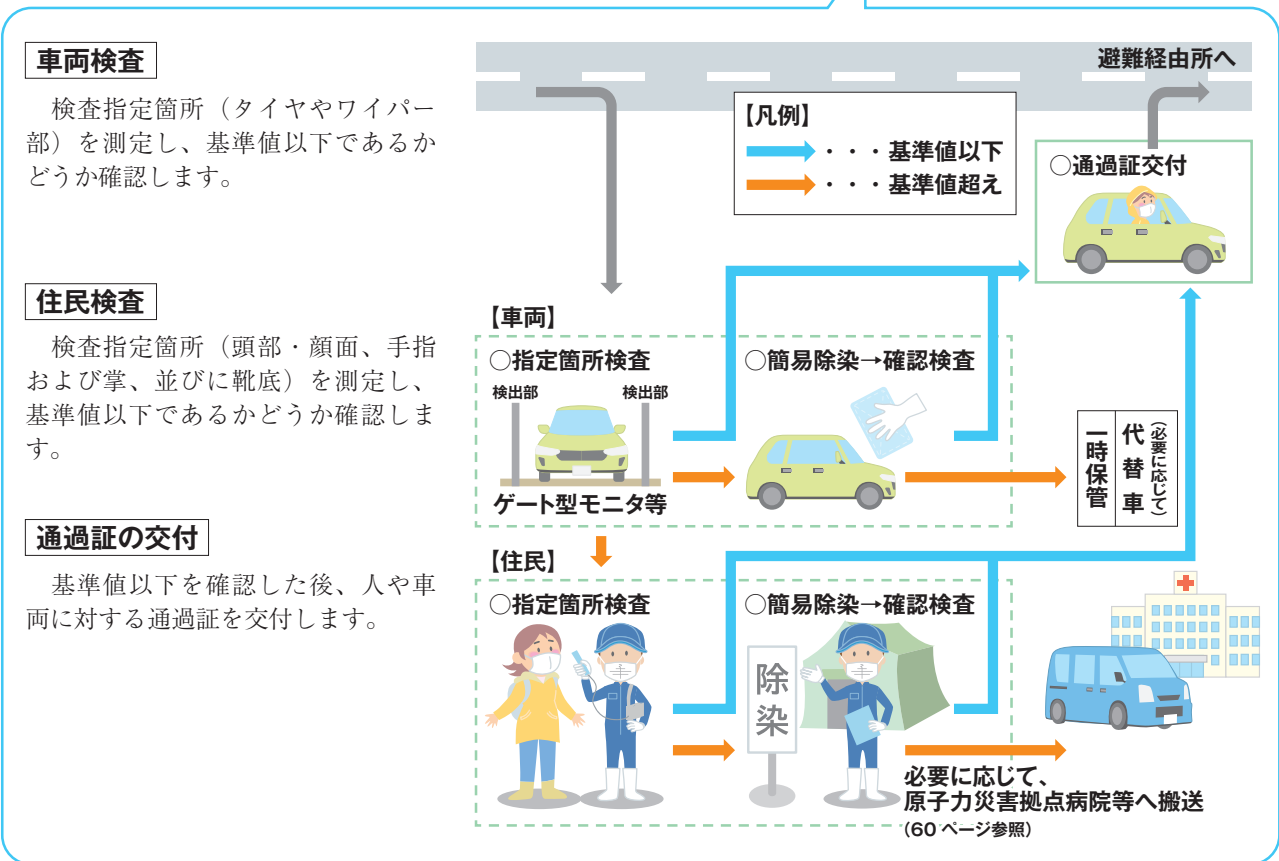 車両検査
検査指定箇所（タイヤやワイパー
部）を測定し、基準値以下であるか
どうか確認します。
住民検査
検査指定箇所（頭部・顔面、手指
および掌、並びに靴底）を測定し、
基準値以下であるかどうか確認しま
す。
通過証の交付
基準値以下を確認した後、人や車
両に対する通過証を交付します。
避難経由所へ
【凡例】
・・・基準値以下
・・・基準値超え
○通過証交付
【車両】
○指定箇所検査
検出部
検出部
ゲート型モニタ等
○簡易除染→確認検査
（必要に応じて）
代替車
一時保管
【住民】
○指定箇所検査
○簡易除染→確認検査
除染
必要に応じて、
原子力災害拠点病院等へ搬送
（60 ページ参照）